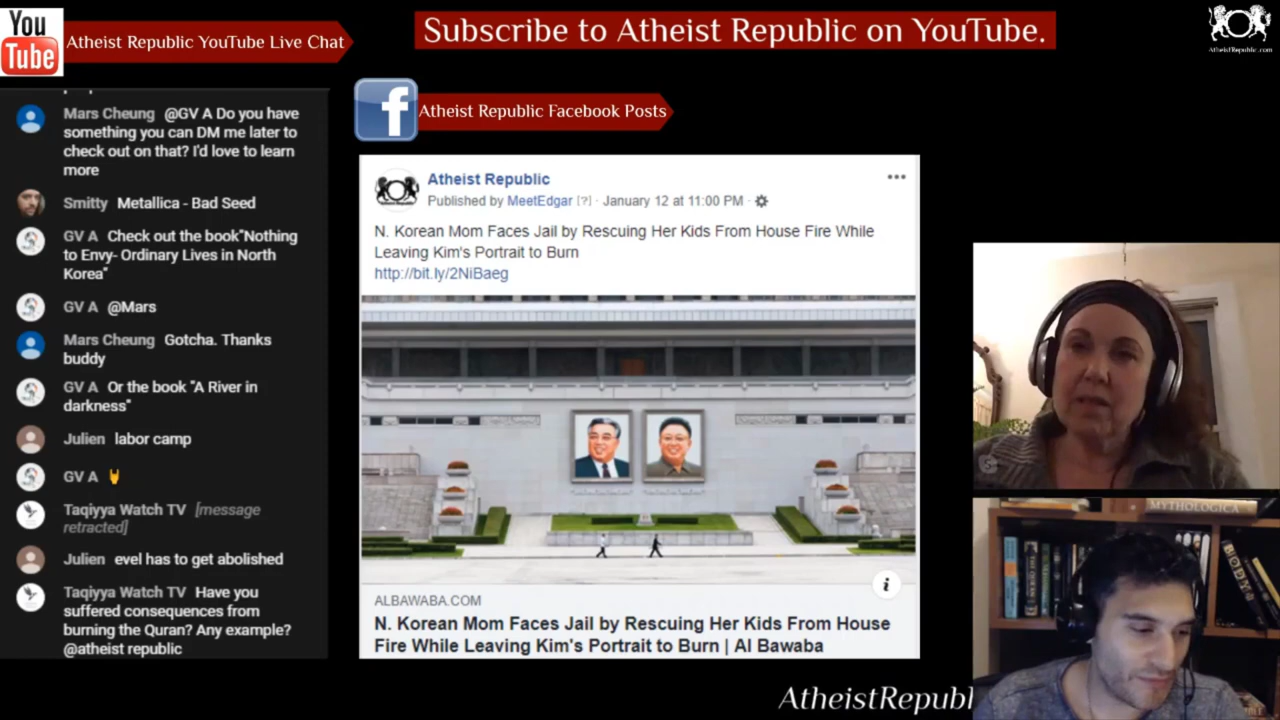 You
Tube
Atheist Republic YouTube Live Chat
Subscribe to Atheist Republic on YouTube.
AtheistRepublic.com
Atheist Republic Facebook Posts
Mars Cheung @GV A Do you have
something you can DM me later to
check out on that? I'd love to learn
more
Smitty Metallica - Bad Seed
GV A Check out the book"Nothing
to Envy- Ordinary Lives in North
Korea"
GV A @Mars
Mars Cheung Gotcha. Thanks
buddy
GV A Or the book "A River in
darkness"
Julien labor camp
GV A
Taqiyya Watch TV [message
retracted]
Julien evel has to get abolished
Taqiyya Watch TV Have you
suffered consequences from
burning the Quran? Any example?
@atheist republic
Atheist Republic
Published by MeetEdgar [?] · January 12 at 11:00 PM ·
N. Korean Mom Faces Jail by Rescuing Her Kids From House Fire While
Leaving Kim's Portrait to Burn
http://bit.ly/2NiBaeg
ALBAWABA.COM
N. Korean Mom Faces Jail by Rescuing Her Kids From House
Fire While Leaving Kim's Portrait to Burn | Al Bawaba
MYTHOLOGICA
AtheistRepubl